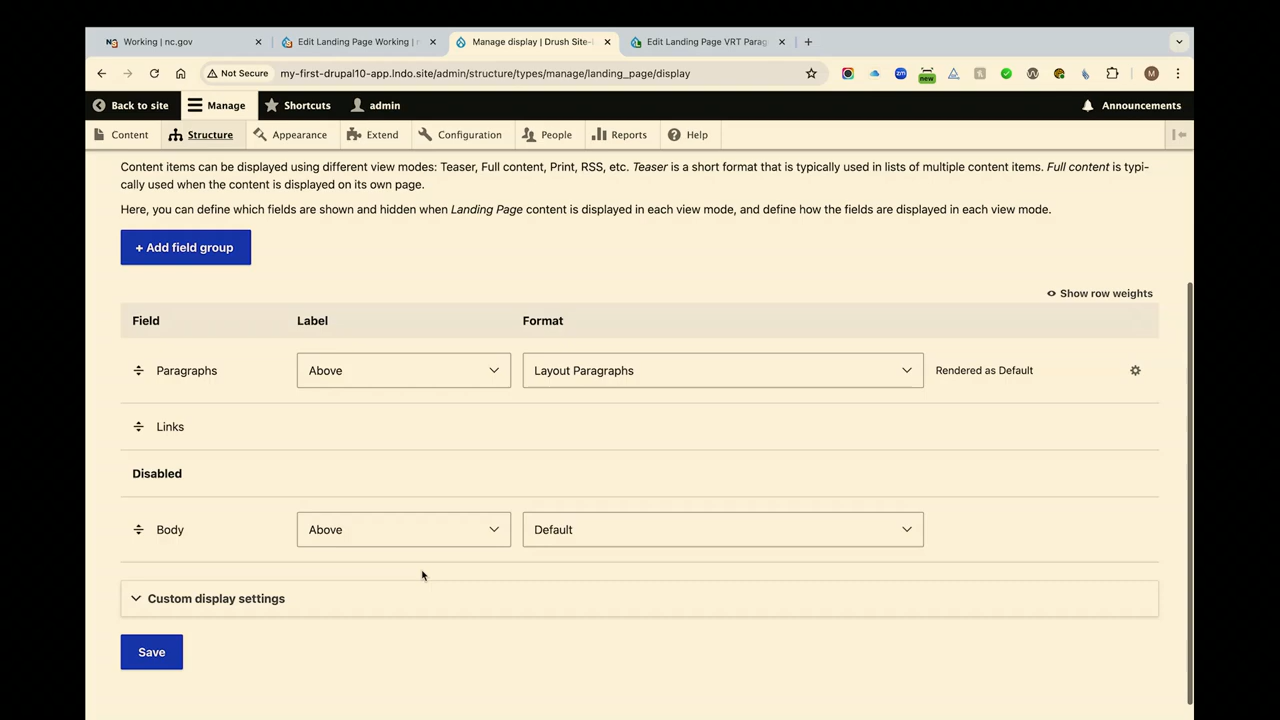 Working | nc.gov
Edit Landing Page Working |
Manage display | Drush Site-
Edit Landing Page VRT Parag
Not Secure
my-first-drupal10-app.lndo.site/admin/structure/types/manage/landing_page/display
new
M
Back to site
Manage
Shortcuts
admin
Announcements
Content
Structure
Appearance
Extend
Configuration
People
Reports
Help
Content items can be displayed using different view modes: Teaser, Full content, Print, RSS, etc. Teaser is a short format that is typically used in lists of multiple content items. Full content is typi-
cally used when the content is displayed on its own page.
Here, you can define which fields are shown and hidden when Landing Page content is displayed in each view mode, and define how the fields are displayed in each view mode.
+ Add field group
Show row weights
Field Label Format
Paragraphs Above Layout Paragraphs Rendered as Default
Links
Disabled
Body Above Default
Custom display settings
Save